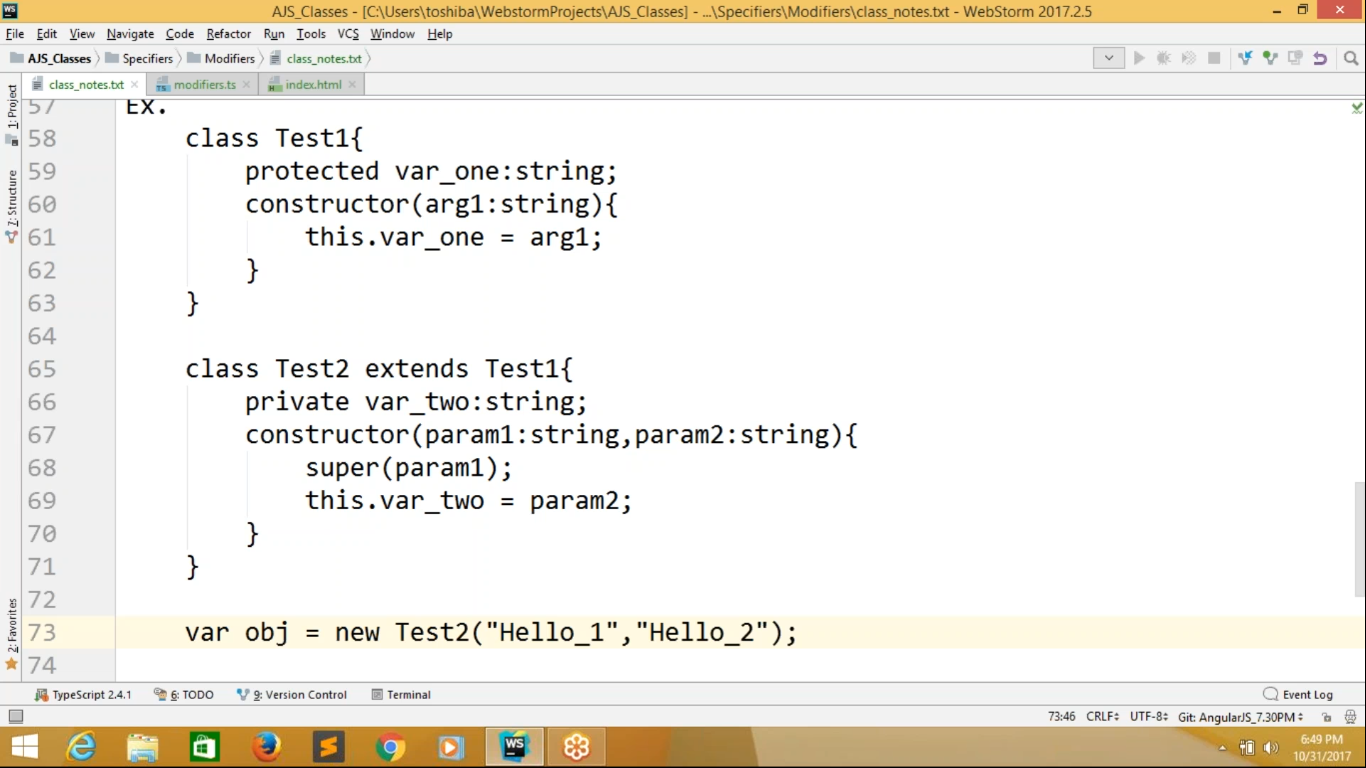 AJS_Classes - [C:\Users\toshiba\WebstormProjects\AJS_Classes] - ...\Specifiers\Modifiers\class_notes.txt - WebStorm 2017.2.5
File Edit View Navigate Code Refactor Run Tools VCS Window Help
AJS_Classes Specifiers Modifiers class_notes.txt
class_notes.txt modifiers.ts index.html
1: Project
7: Structure
2: Favorites
57 Ex.
58 class Test1{
59 protected var_one:string;
60 constructor(arg1:string){
61 this.var_one = arg1;
62 }
63 }
64
65 class Test2 extends Test1{
66 private var_two:string;
67 constructor(param1:string,param2:string){
68 super(param1);
69 this.var_two = param2;
70 }
71 }
72
73 var obj = new Test2("Hello_1","Hello_2");
74
TypeScript 2.4.1 6: TODO 9: Version Control Terminal Event Log
73:46 CRLF UTF-8 Git: AngularJS_7.30PM
6:49 PM
10/31/2017